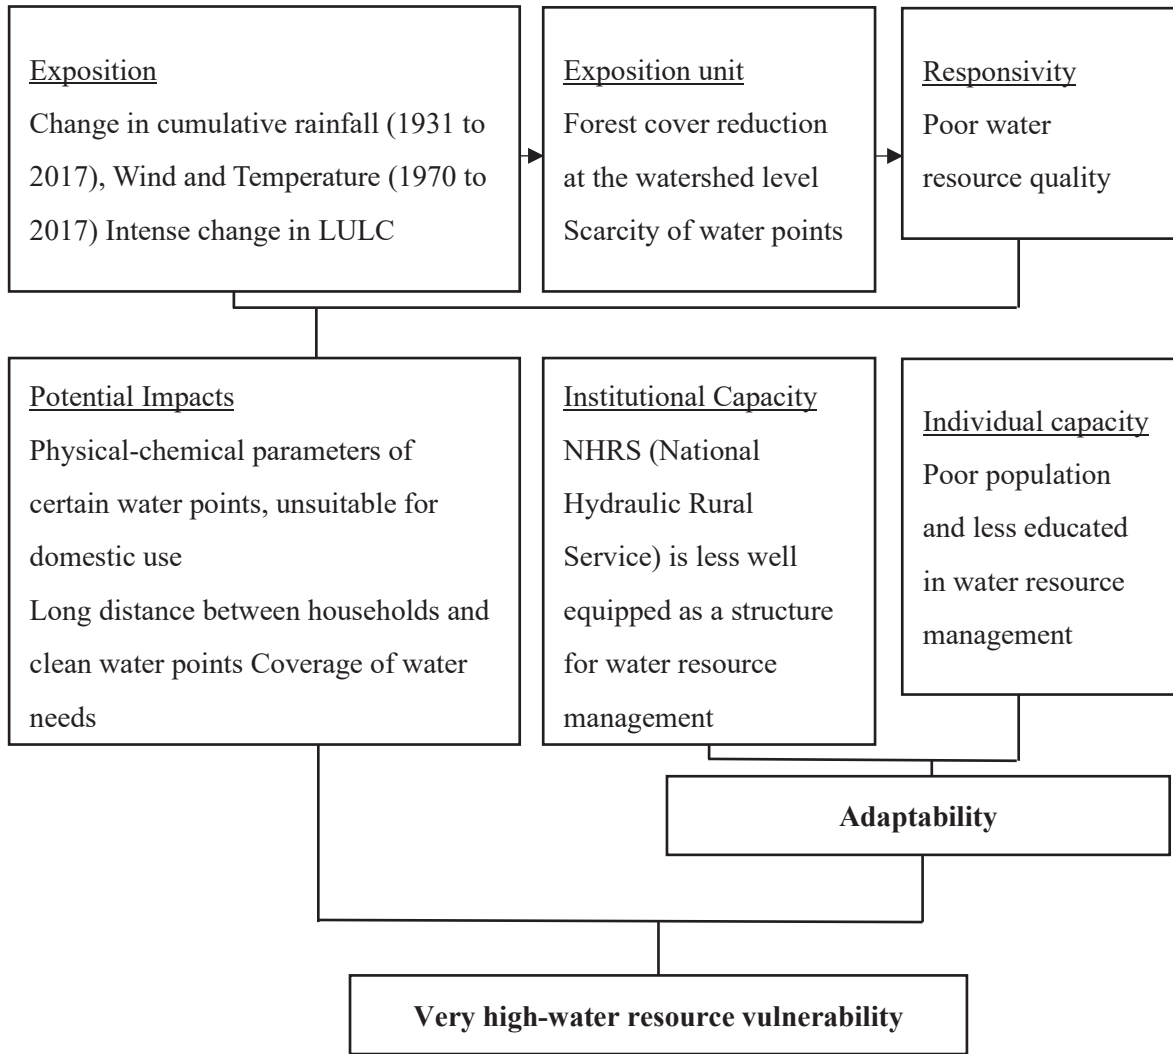 Exposition
Change in cumulative rainfall (1931 to
2017), Wind and Temperature (1970 to
2017) Intense change in LULC
Exposition unit
Forest cover reduction
at the watershed level
Scarcity of water points
Responsivity
Poor water
resource quality
Potential Impacts
Physical-chemical parameters of
certain water points, unsuitable for
domestic use
Long distance between households and
clean water points Coverage of water
needs
Institutional Capacity
NHRS (National
Hydraulic Rural
Service) is less well
equipped as a structure
for water resource
management
Individual capacity
Poor population
and less educated
in water resource
management
Adaptability
Very high-water resource vulnerability